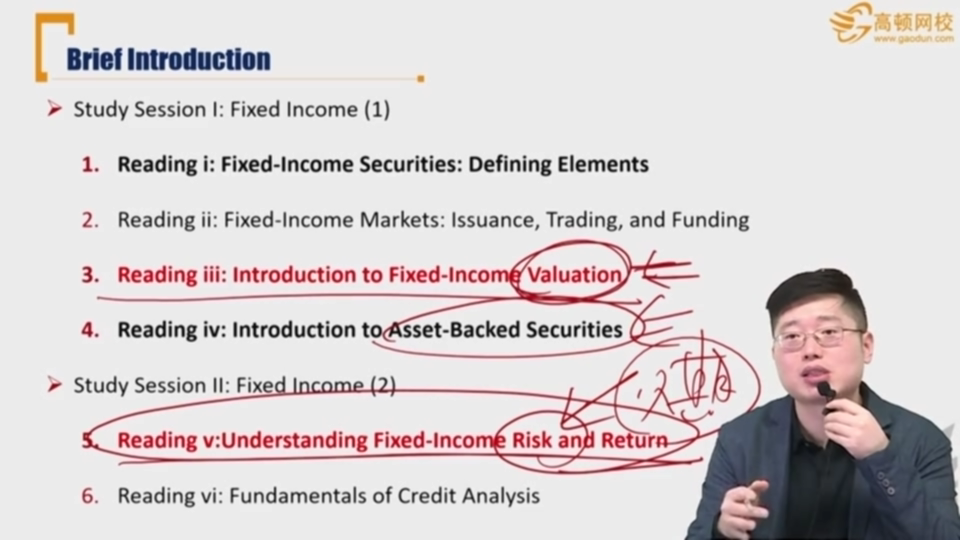 Brief Introduction
高顿网校
www.gaodun.com
Study Session I: Fixed Income (1)
1. Reading i: Fixed-Income Securities: Defining Elements
2. Reading ii: Fixed-Income Markets: Issuance, Trading, and Funding
3. Reading iii: Introduction to Fixed-Income Valuation
4. Reading iv: Introduction to Asset-Backed Securities
Study Session II: Fixed Income (2)
5. Reading v:Understanding Fixed-Income Risk and Return
6. Reading vi: Fundamentals of Credit Analysis